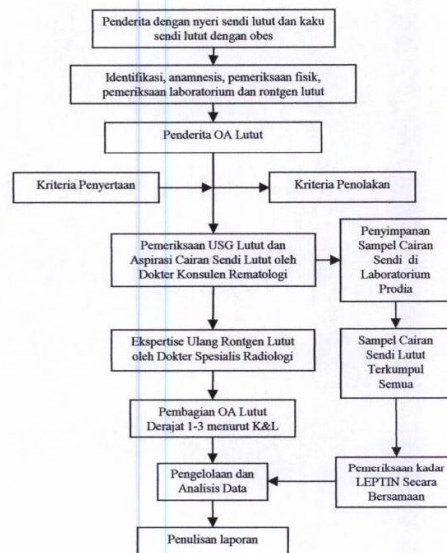 Penderita dengan nyeri sendi lutut dan kaku
sendi lutut dengan obes
Identifikasi, anamnesis, pemeriksaan fisik,
pemeriksaan laboratorium dan rontgen lutut
Penderita OA Lutut
Kriteria Penyertaan
Kriteria Penolakan
Pemeriksaan USG Lutut dan
Aspirasi Cairan Sendi Lutut oleh
Dokter Konsulen Rematologi
Penyimpanan
Sampel Cairan
Sendi di
Laboratorium
Prodia
Ekspertise Ulang Rontgen Lutut
oleh Dokter Spesialis Radiologi
Sampel Cairan
Sendi Lutut
Terkumpul
Semua
Pembagian OA Lutut
Derajat 1-3 menurut K&L
Pengelolaan dan
Analisis Data
Pemeriksaan kadar
LEPTIN Secara
Bersamaan
Penulisan laporan